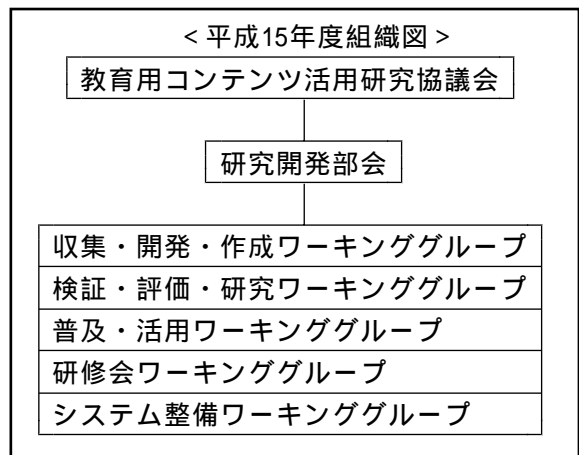 <平成15年度組織図>
教育用コンテンツ活用研究協議会
研究開発部会
収集・開発・作成ワーキンググループ
検証・評価・研究ワーキンググループ
普及・活用ワーキンググループ
研修会ワーキンググループ
システム整備ワーキンググループ